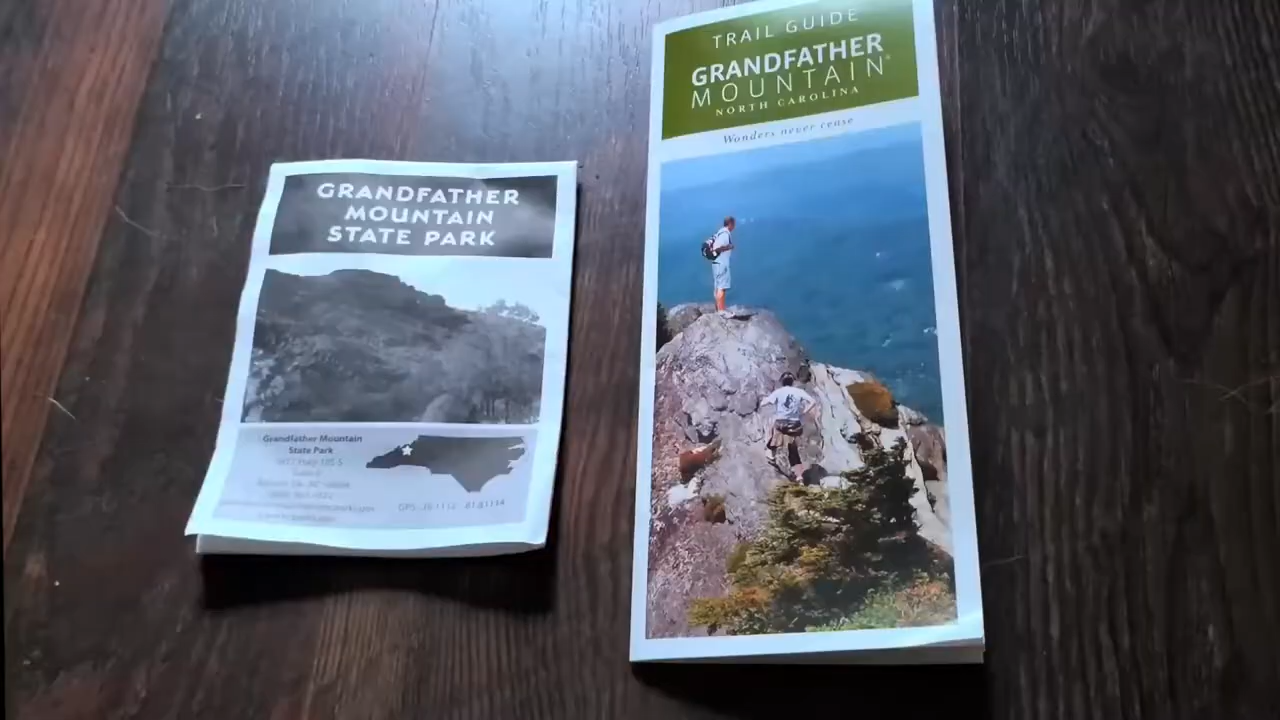 GRANDFATHER
MOUNTAIN
STATE PARK
Grandfather Mountain
State Park
TRAIL GUIDE
GRANDFATHER
MOUNTAIN
NORTH CAROLINA
Wonders never cease